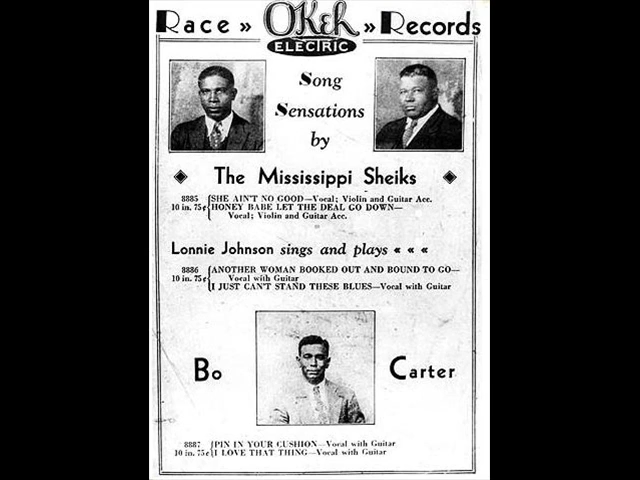 Race » OKeh » Records
ELECTRIC
Song
Sensations
by
The Mississippi Sheiks
8885 {SHE AIN'T NO GOOD—Vocal; Violin and Guitar Acc.
10 in. 75c {HONEY BABE LET THE DEAL GO DOWN—
Vocal; Violin and Guitar Acc.
Lonnie Johnson sings and plays « « «
8886 {ANOTHER WOMAN BOOKED OUT AND BOUND TO GO—
10 in. 75c { Vocal with Guitar
{I JUST CAN'T STAND THESE BLUES—Vocal with Guitar
Bo Carter
8887 {PIN IN YOUR CUSHION—Vocal with Guitar
10 in. 75c {I LOVE THAT THING—Vocal with Guitar